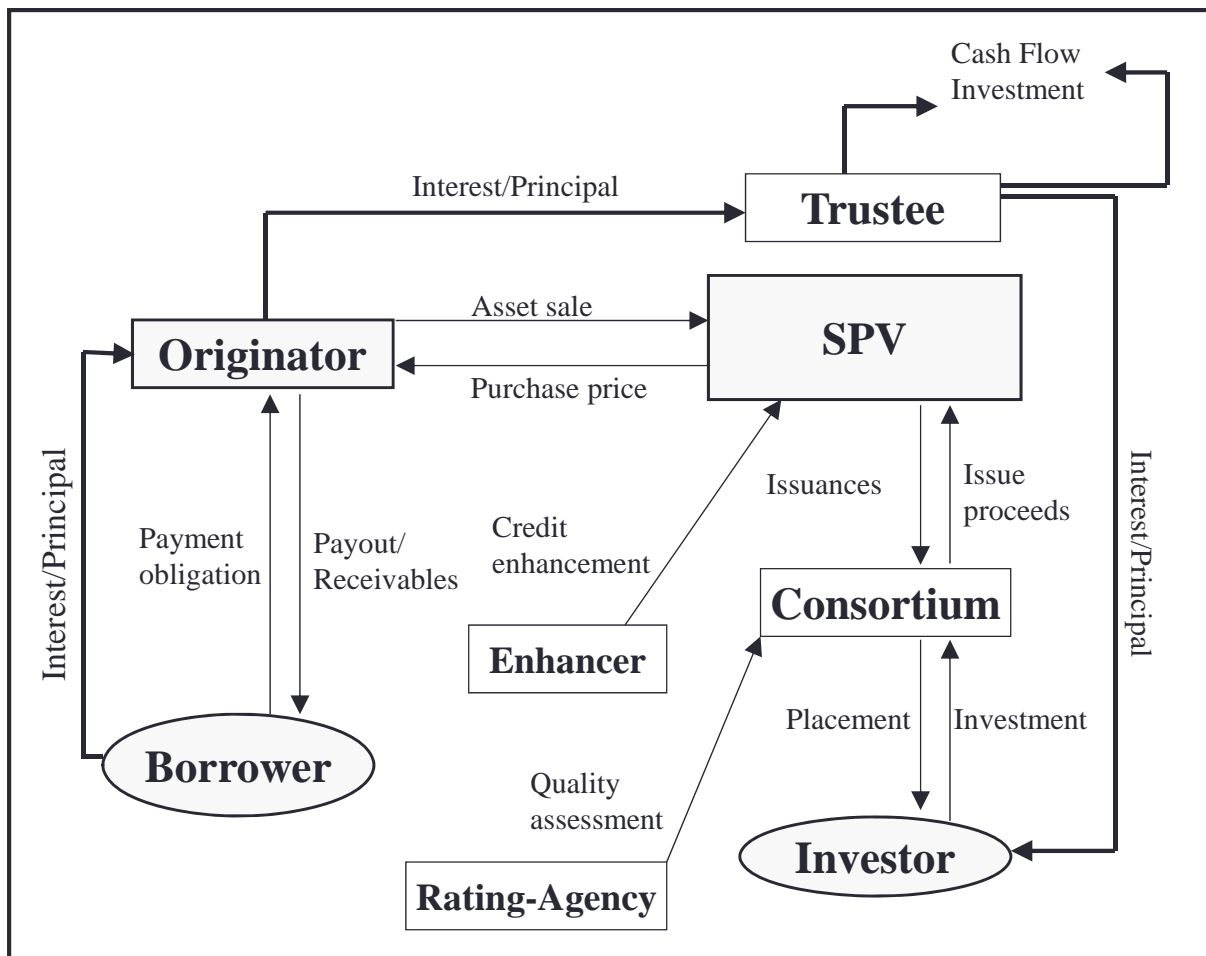 Cash Flow
Investment
Interest/Principal
Trustee
Asset sale
SPV
Originator
Purchase price
Interest/Principal
Payment
obligation
Payout/
Receivables
Credit
enhancement
Issuances
Issue
proceeds
Interest/Principal
Consortium
Enhancer
Placement
Investment
Borrower
Quality
assessment
Investor
Rating-Agency